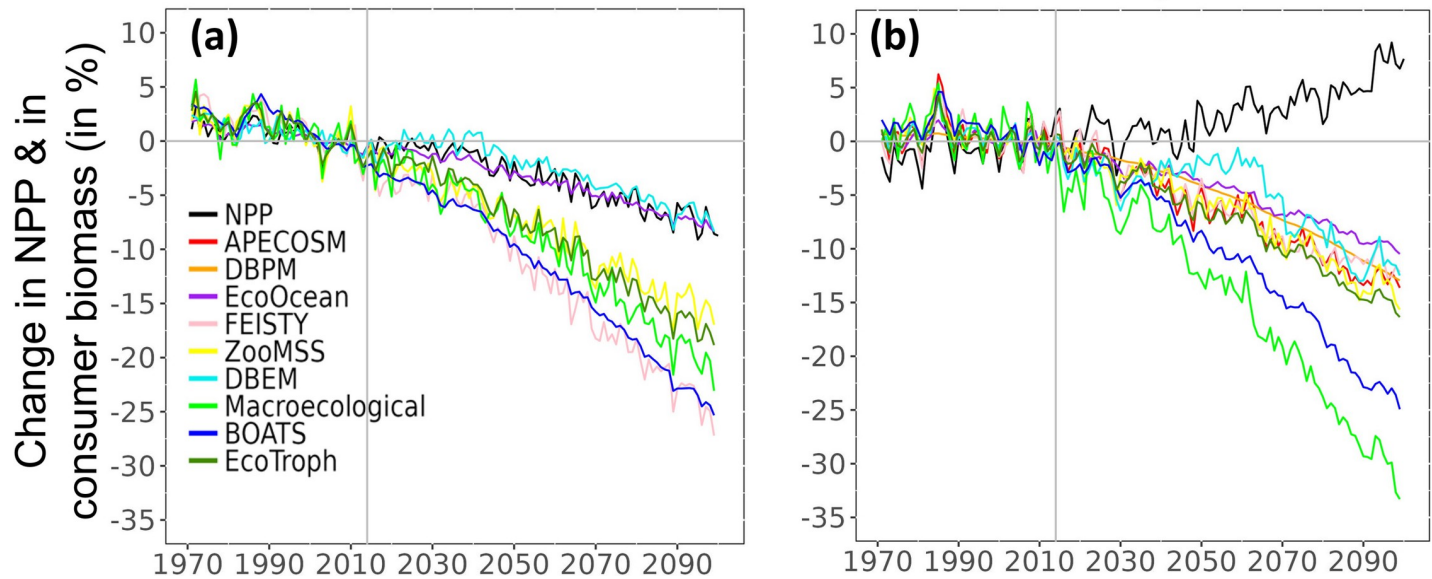 Change in NPP & in
consumer biomass (in %)
(a)
10
5
0
-5
-10
-15
-20
-25
-30
-35
NPP
APECOSM
DBPM
EcoOcean
FEISTY
ZooMSS
DBEM
Macroecological
BOATS
EcoTroph
1970 1990 2010 2030 2050 2070 2090
(b)
10
5
0
-5
-10
-15
-20
-25
-30
-35
1970 1990 2010 2030 2050 2070 2090